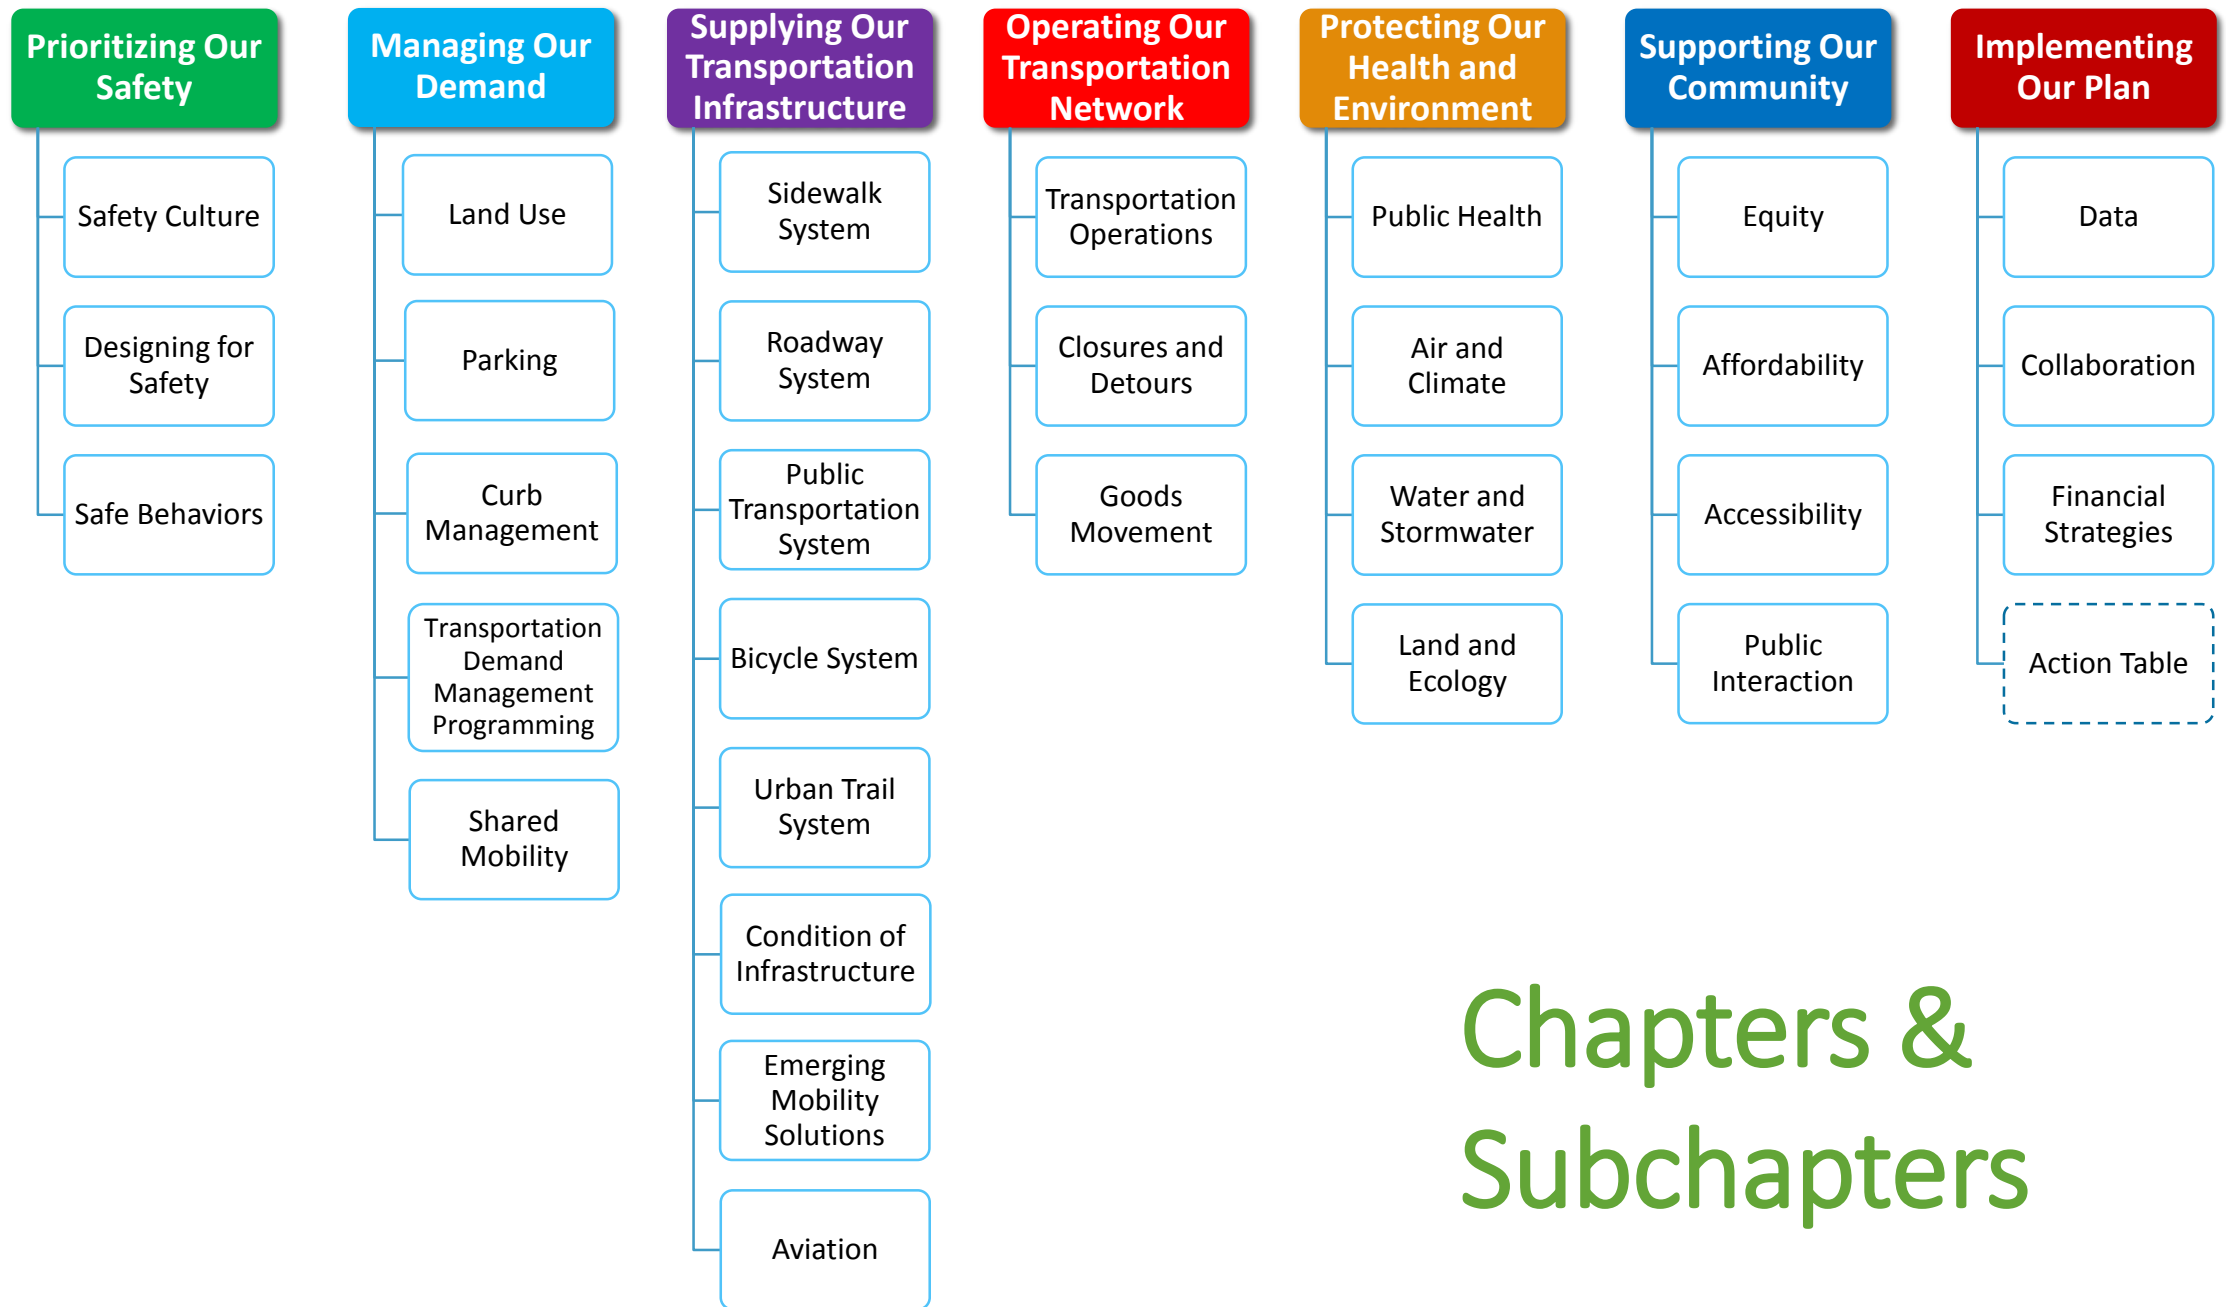 Prioritizing Our
Safety
Safety Culture
Designing for
Safety
Safe Behaviors
Managing Our
Demand
Land Use
Parking
Curb
Management
Transportation
Demand
Management
Programming
Shared
Mobility
Supplying Our
Transportation
Infrastructure
Sidewalk
System
Roadway
System
Public
Transportation
System
Bicycle System
Urban Trail
System
Condition of
Infrastructure
Emerging
Mobility
Solutions
Aviation
Operating Our
Transportation
Network
Transportation
Operations
Closures and
Detours
Goods
Movement
Protecting Our
Health and
Environment
Public Health
Air and
Climate
Water and
Stormwater
Land and
Ecology
Supporting Our
Community
Equity
Affordability
Accessibility
Public
Interaction
Implementing
Our Plan
Data
Collaboration
Financial
Strategies
Action Table
Chapters &
Subchapters